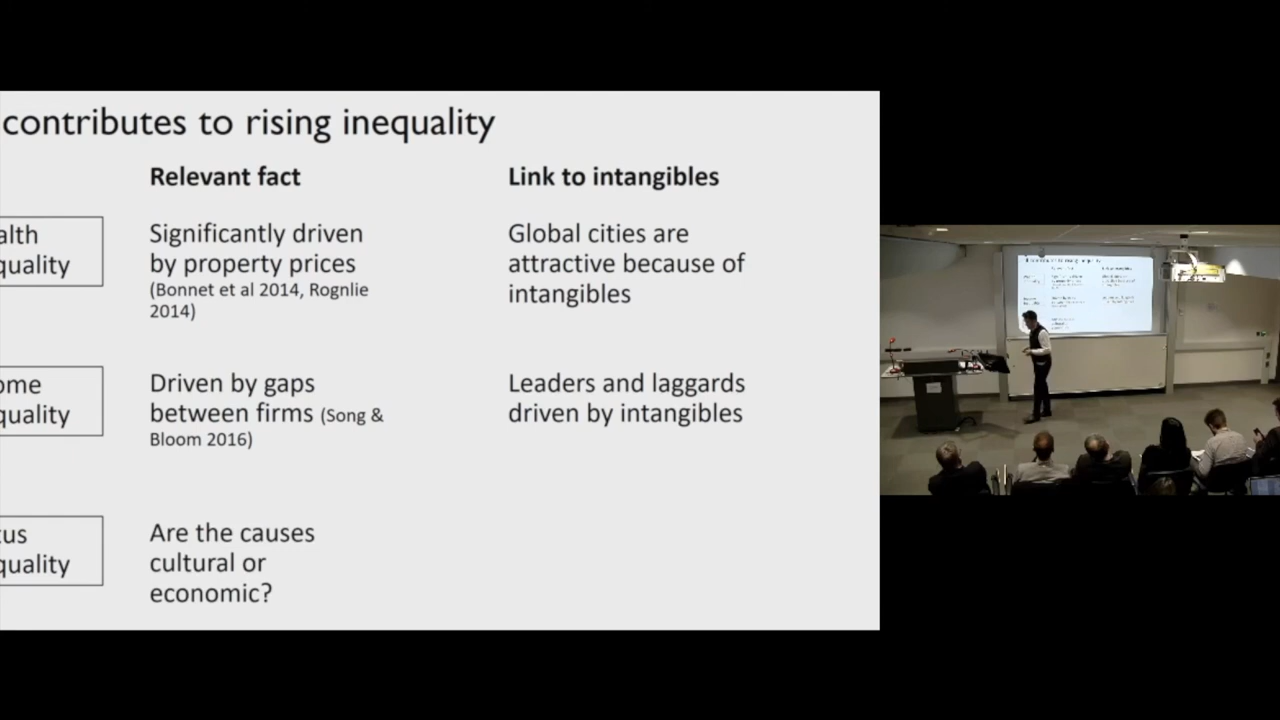 contributes to rising inequality
Relevant fact
Link to intangibles
alth
quality
Significantly driven
by property prices
(Bonnet et al 2014, Rognlie
2014)
Global cities are
attractive because of
intangibles
ome
quality
Driven by gaps
between firms (Song &
Bloom 2016)
Leaders and laggards
driven by intangibles
tus
quality
Are the causes
cultural or
economic?